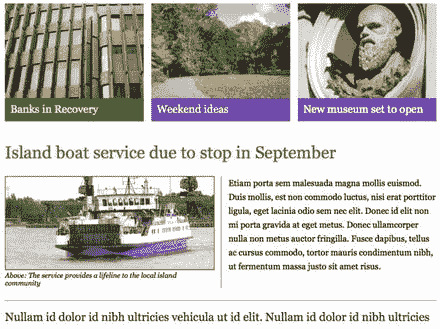 Banks in Recovery
Weekend ideas
New museum set to open
Island boat service due to stop in September
Etiam porta sem malesuada magna mollis euismod.
Duis mollis, est non commodo luctus, nisi erat porttitor
ligula, eget lacinia odio sem nec elit. Donec id elit non
mi porta gravida at eget metus. Donec ullamcorper
nulla non metus auctor fringilla. Fusce dapibus, tellus
ac cursus commodo, tortor mauris condimentum nibh,
ut fermentum massa justo sit amet risus.
Above: The service provides a lifeline to the local island
community
Nullam id dolor id nibh ultricies vehicula ut id elit. Nullam id dolor id nibh ultricies